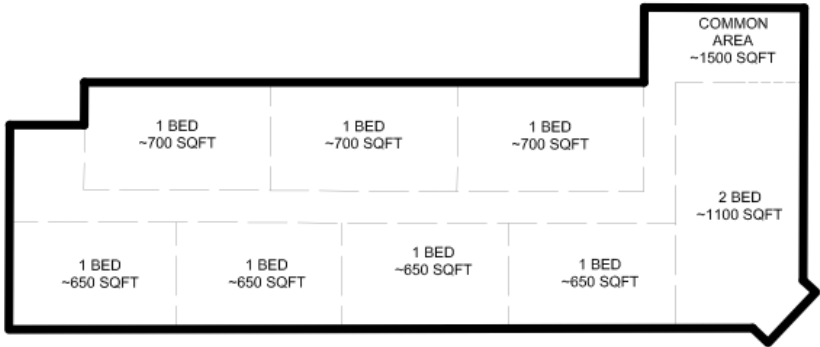 COMMON
AREA
~1500 SQFT
1 BED
~700 SQFT
1 BED
~700 SQFT
1 BED
~700 SQFT
2 BED
~1100 SQFT
1 BED
~650 SQFT
1 BED
~650 SQFT
1 BED
~650 SQFT
1 BED
~650 SQFT